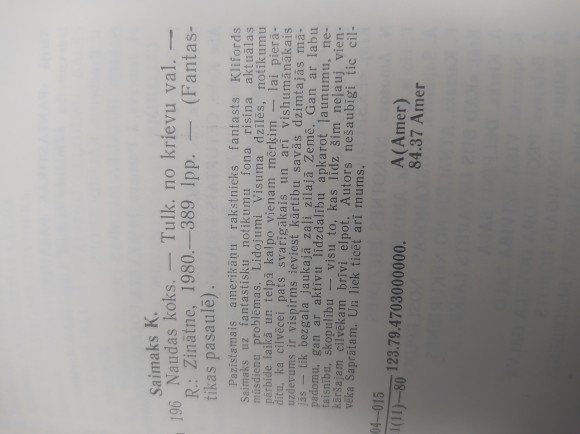 Saimaks K.
196 Naudas koks. — Tulk. no krievu val. —
R.: Zinātne, 1980.—389 lpp. — (Fantas-
tikas pasaulē).
Pazīstamais amerikāņu rakstnieks fantasts Klifords
Saimaks uz fantastisku notikumu fona risina aktuālas
mūsdienu problēmas. Lidojumi Visuma dzīlēs, notikumu
pārbīde laikā un telpā kalpo vienam mērķim — lai pierā-
dītu, ka cilvēcei pats svarīgākais un arī vishumānākais
uzdevums ir vispirms ieviest kārtību savās dzimtajās mā-
jās — tik bezgala jaukajā zaļi zilajā Zemē. Gan ar labu
padomu, gan ar aktīvu līdzdalību apkarot ļaunumu, ne-
taisnību, skopulību — visu to, kas līdz šim neļauj vien-
kāršajam cilvēkam brīvi elpot. Autors nešaubīgi tic cil-
vēka Saprātam. Un liek ticēt arī mums.
04—015
1(11)—80
123.79.4703000000.
A(Amer)
84.37 Amer